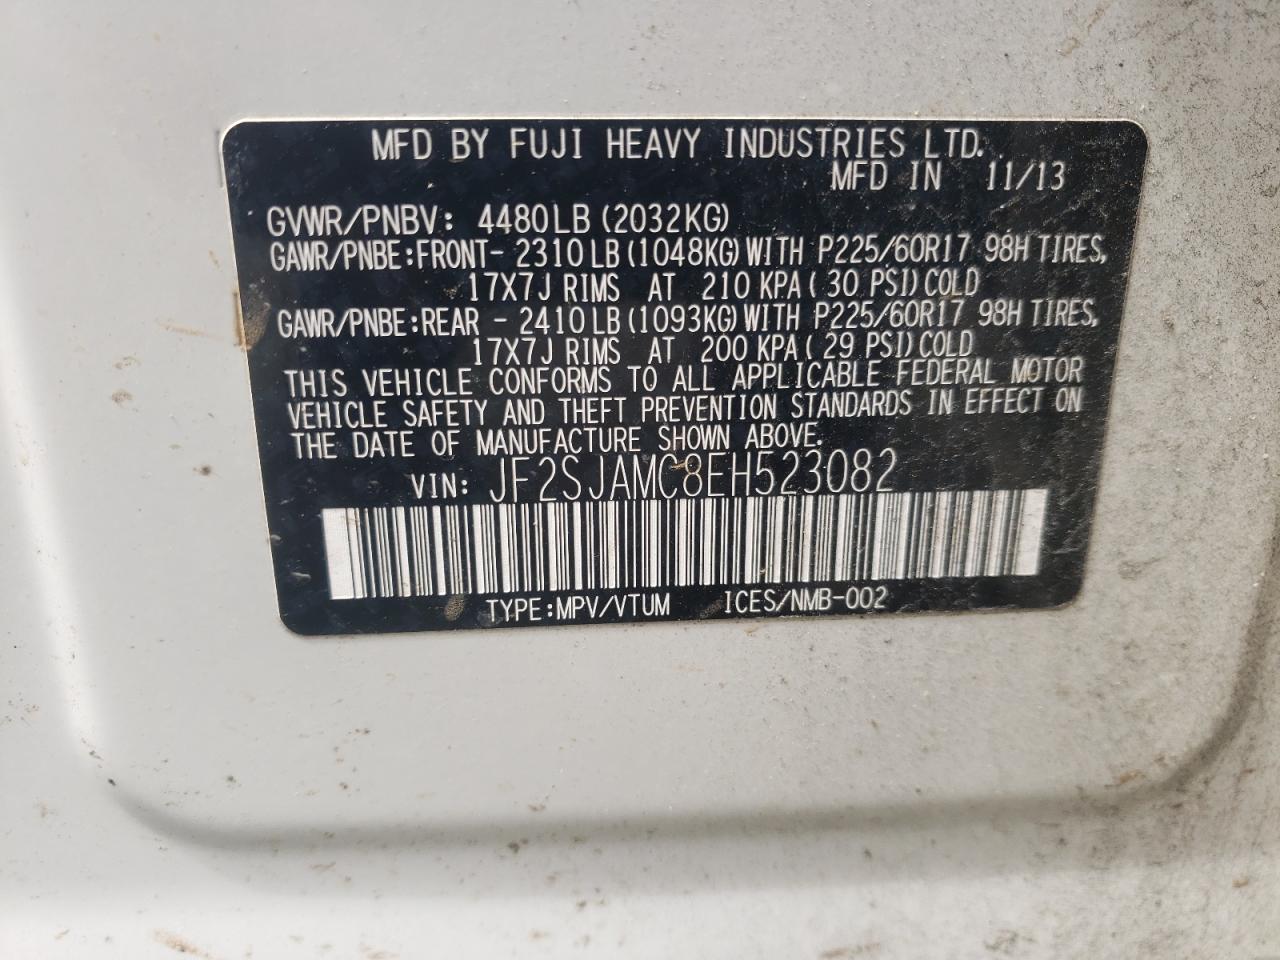 MFD BY FUJI HEAVY INDUSTRIES LTD.
MFD IN 11/13
GVWR/PNBV: 4480LB(2032KG)
GAWR/PNBE:FRONT- 2310LB(1048KG)WITH P225/60R17 98H TIRES,
17X7J RIMS AT 210 KPA( 30 PSI)COLD
GAWR/PNBE:REAR - 2410LB(1093KG)WITH P225/60R17 98H TIRES,
17X7J RIMS AT 200 KPA( 29 PSI)COLD
THIS VEHICLE CONFORMS TO ALL APPLICABLE FEDERAL MOTOR
VEHICLE SAFETY AND THEFT PREVENTION STANDARDS IN EFFECT ON
THE DATE OF MANUFACTURE SHOWN ABOVE.
VIN: JF2SJAMC8EH523082
TYPE:MPV/VTUM ICES/NMB-002